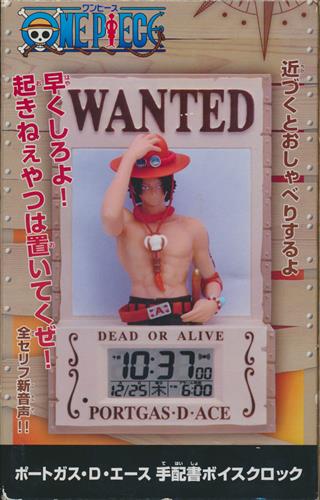 ワンピース
ONE PIECE
近づくとおしゃべりするよ
早くしろよ！
起きねぇやつは置いてくぜ！
全セリフ新音声!!
WANTED
DEAD OR ALIVE
10:37 00
12/25 木 6:00
PORTGAS·D·ACE
ポートガス・D・エース 手配書ボイスクロック